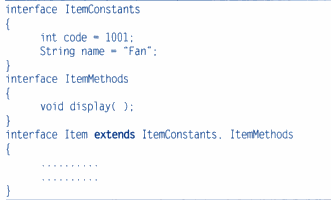 interface ItemConstants
{
int code = 1001;
String name = "Fan";
}
interface ItemMethods
{
void display( );
}
interface Item extends ItemConstants. ItemMethods
{
..........
..........
}